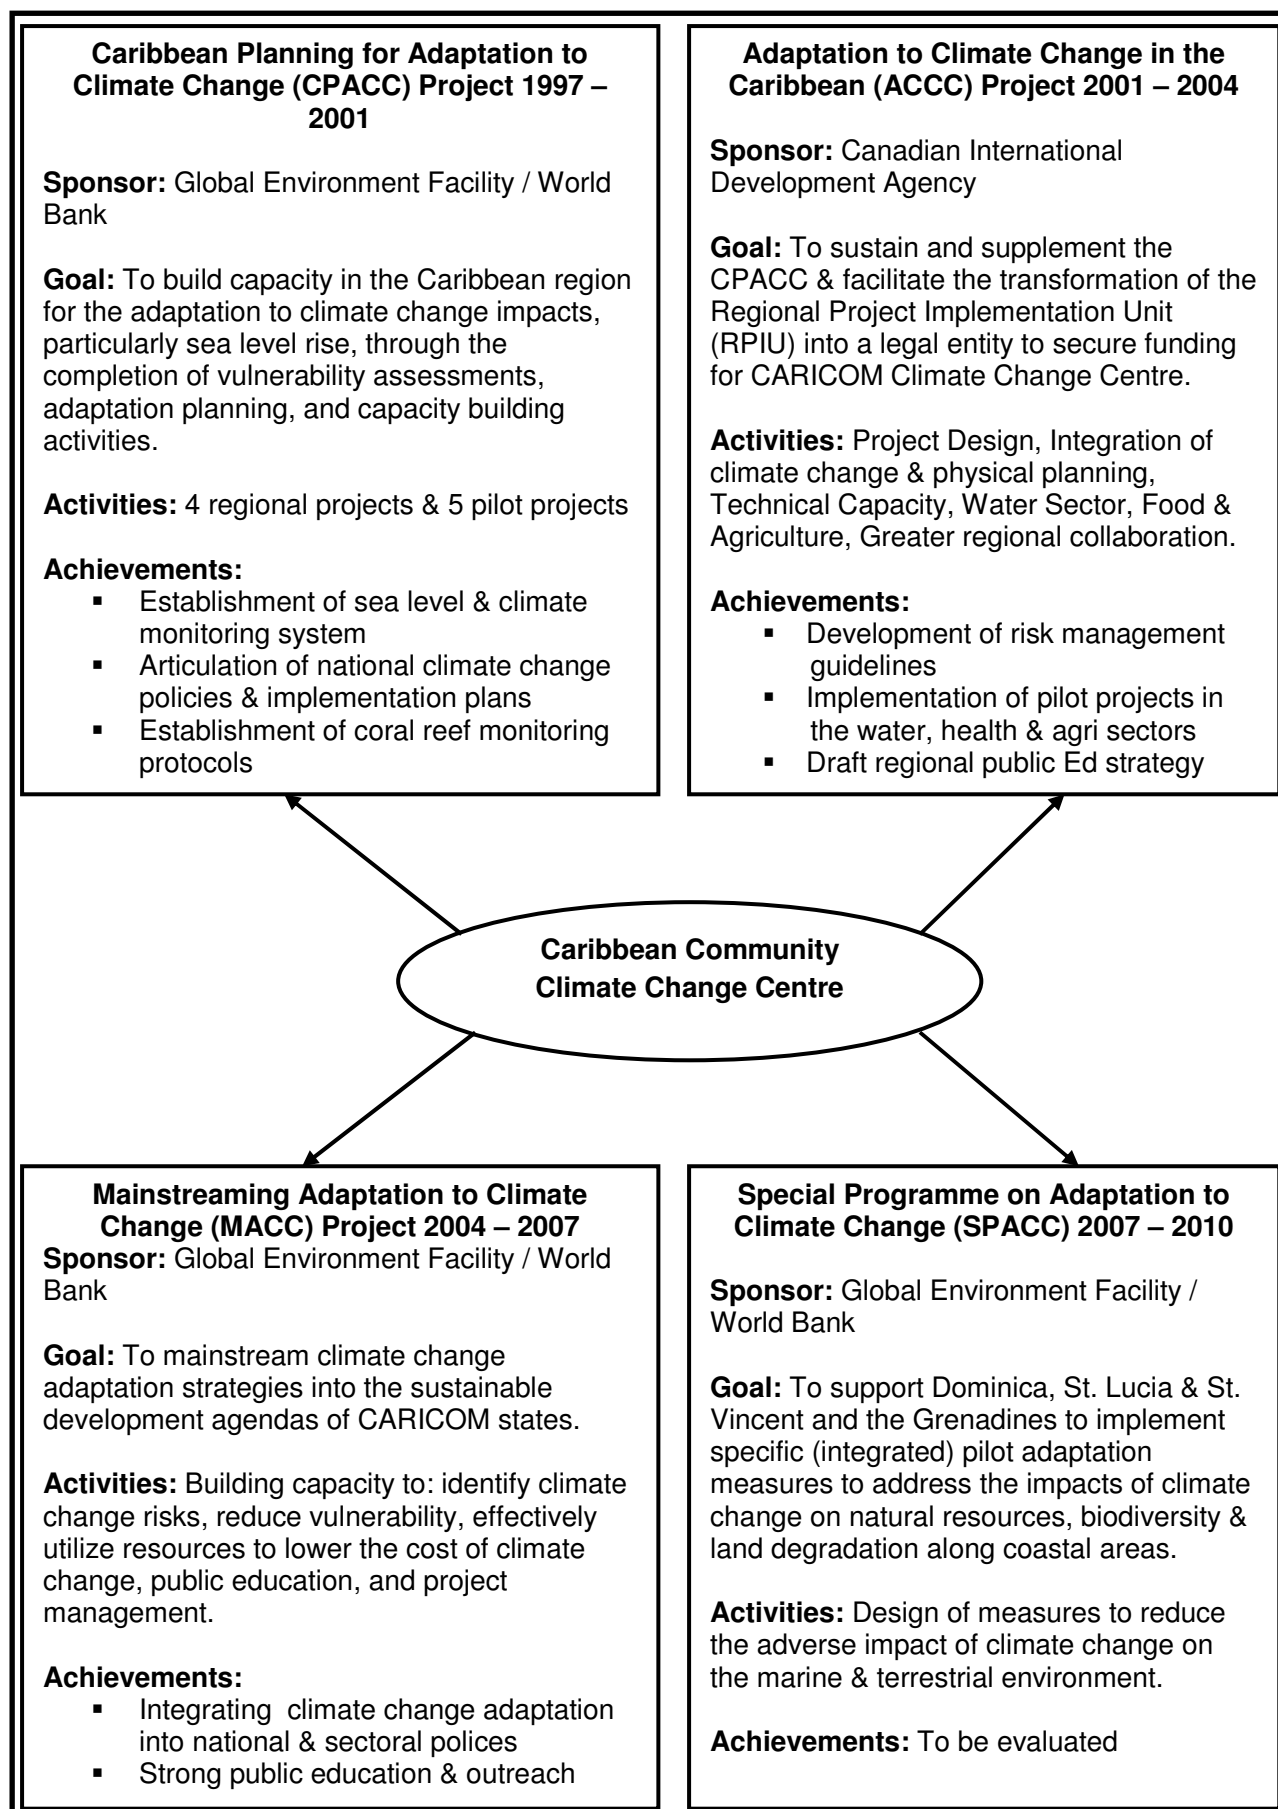 Caribbean Planning for Adaptation to
Climate Change (CPACC) Project 1997 –
2001
Sponsor: Global Environment Facility / World
Bank
Goal: To build capacity in the Caribbean region
for the adaptation to climate change impacts,
particularly sea level rise, through the
completion of vulnerability assessments,
adaptation planning, and capacity building
activities.
Activities: 4 regional projects & 5 pilot projects
Achievements:
▪ Establishment of sea level & climate
monitoring system
▪ Articulation of national climate change
policies & implementation plans
▪ Establishment of coral reef monitoring
protocols
Adaptation to Climate Change in the
Caribbean (ACCC) Project 2001 – 2004
Sponsor: Canadian International
Development Agency
Goal: To sustain and supplement the
CPACC & facilitate the transformation of the
Regional Project Implementation Unit
(RPIU) into a legal entity to secure funding
for CARICOM Climate Change Centre.
Activities: Project Design, Integration of
climate change & physical planning,
Technical Capacity, Water Sector, Food &
Agriculture, Greater regional collaboration.
Achievements:
▪ Development of risk management
guidelines
▪ Implementation of pilot projects in
the water, health & agri sectors
▪ Draft regional public Ed strategy
Caribbean Community
Climate Change Centre
Mainstreaming Adaptation to Climate
Change (MACC) Project 2004 – 2007
Sponsor: Global Environment Facility / World
Bank
Goal: To mainstream climate change
adaptation strategies into the sustainable
development agendas of CARICOM states.
Activities: Building capacity to: identify climate
change risks, reduce vulnerability, effectively
utilize resources to lower the cost of climate
change, public education, and project
management.
Achievements:
▪ Integrating climate change adaptation
into national & sectoral polices
▪ Strong public education & outreach
Special Programme on Adaptation to
Climate Change (SPACC) 2007 – 2010
Sponsor: Global Environment Facility /
World Bank
Goal: To support Dominica, St. Lucia & St.
Vincent and the Grenadines to implement
specific (integrated) pilot adaptation
measures to address the impacts of climate
change on natural resources, biodiversity &
land degradation along coastal areas.
Activities: Design of measures to reduce
the adverse impact of climate change on
the marine & terrestrial environment.
Achievements: To be evaluated